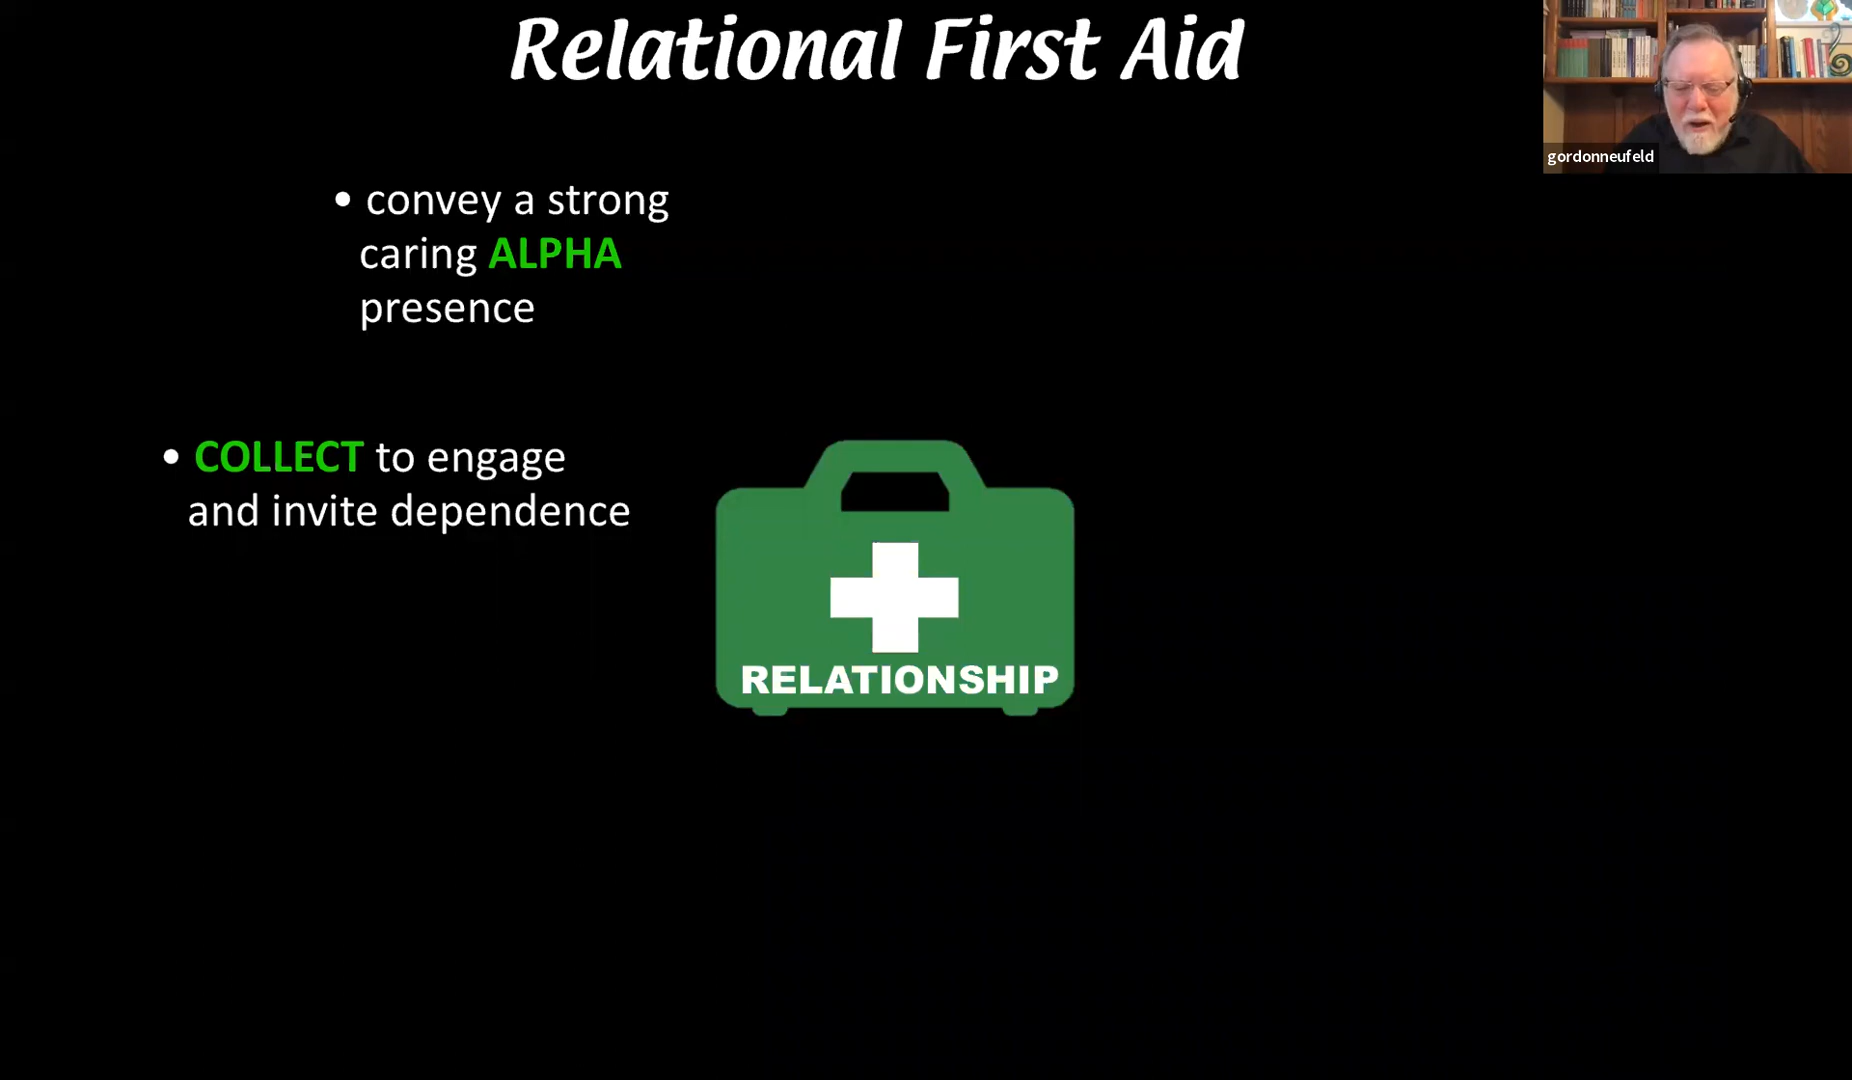 Relational First Aid
gordonneufeld
• convey a strong
caring ALPHA
presence
• COLLECT to engage
and invite dependence
RELATIONSHIP